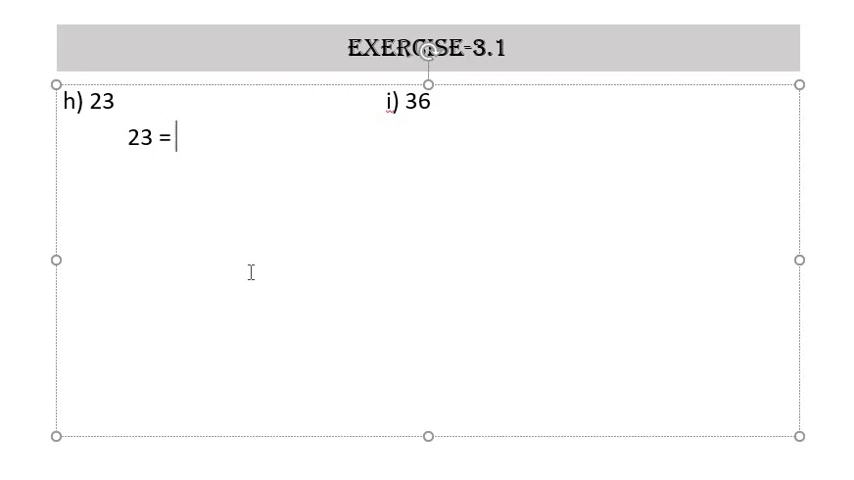 EXERCISE-3.1
h) 23 i) 36
23 =